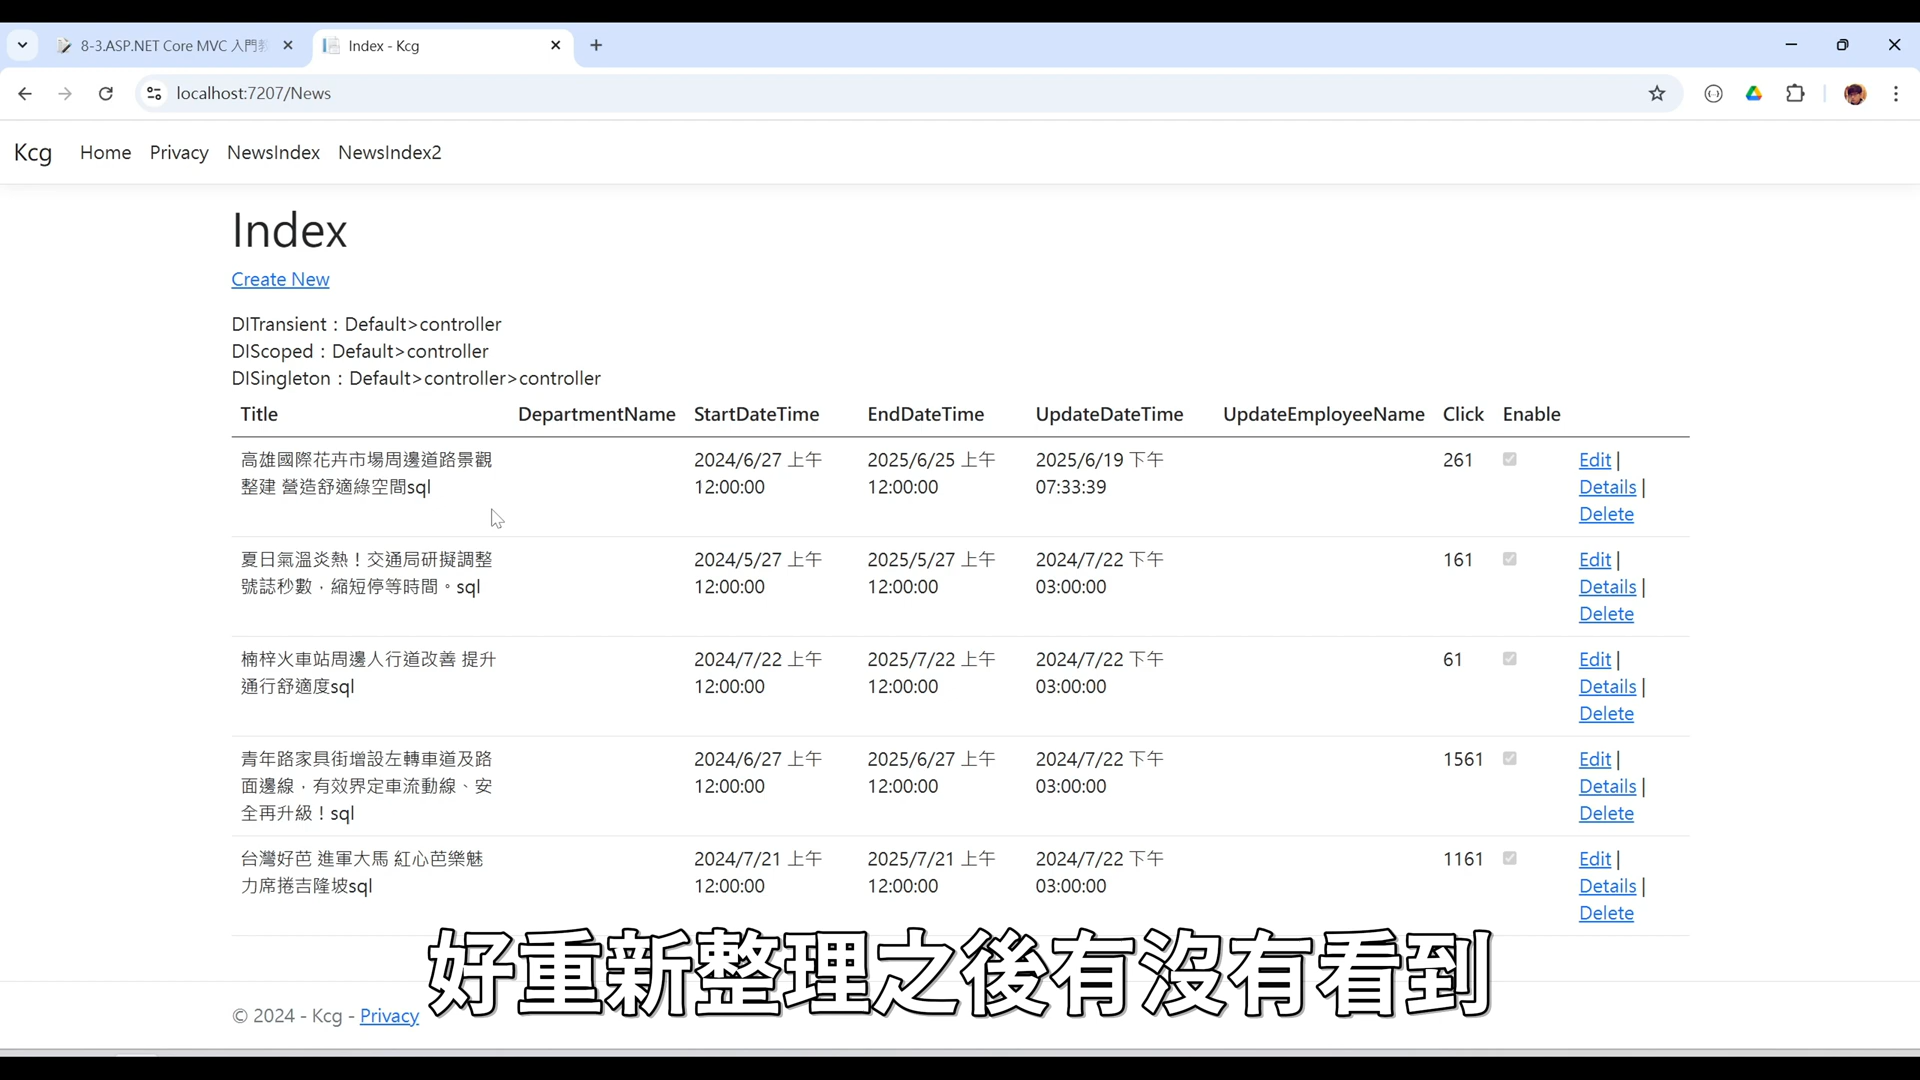 8-3.ASP.NET Core MVC 入門
Index - Kcg
localhost:7207/News
Kcg Home Privacy NewsIndex NewsIndex2
Index
Create New
DITransient：Default>controller
DIScoped：Default>controller
DISingleton：Default>controller>controller
Title DepartmentName StartDateTime EndDateTime UpdateDateTime UpdateEmployeeName Click Enable
高雄國際花卉市場周邊道路景觀 2024/6/27 上午 2025/6/25 上午 2025/6/19 下午 261 Edit |
整建 營造舒適綠空間sql 12:00:00 12:00:00 07:33:39 Details |
Delete
夏日氣溫炎熱！交通局研擬調整 2024/5/27 上午 2025/5/27 上午 2024/7/22 下午 161 Edit |
號誌秒數，縮短停等時間。sql 12:00:00 12:00:00 03:00:00 Details |
Delete
楠梓火車站周邊人行道改善 提升 2024/7/22 上午 2025/7/22 上午 2024/7/22 下午 61 Edit |
通行舒適度sql 12:00:00 12:00:00 03:00:00 Details |
Delete
青年路家具街增設左轉車道及路 2024/6/27 上午 2025/6/27 上午 2024/7/22 下午 1561 Edit |
面邊線，有效界定車流動線、安 12:00:00 12:00:00 03:00:00 Details |
全再升級！sql Delete
台灣好芭 進軍大馬 紅心芭樂魅 2024/7/21 上午 2025/7/21 上午 2024/7/22 下午 1161 Edit |
力席捲吉隆坡sql 12:00:00 12:00:00 03:00:00 Details |
Delete
好重新整理之後有沒有看到
© 2024 - Kcg - Privacy